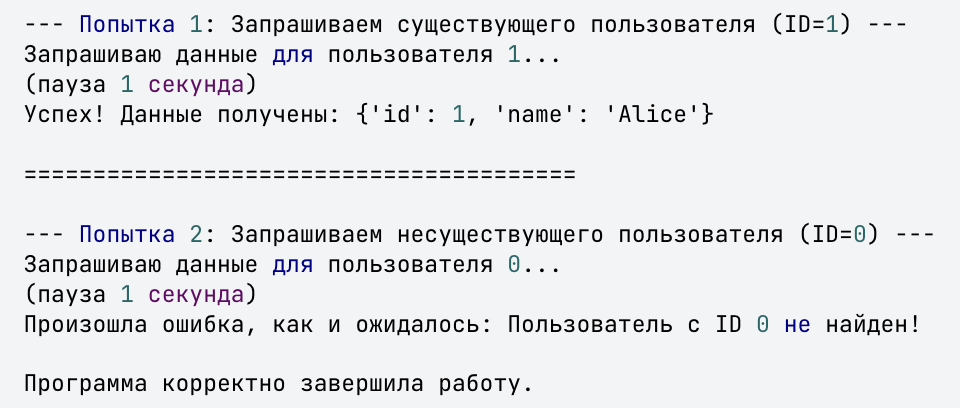 --- Попытка 1: Запрашиваем существующего пользователя (ID=1) ---
Запрашиваю данные для пользователя 1...
(пауза 1 секунда)
Успех! Данные получены: {'id': 1, 'name': 'Alice'}
========================================
--- Попытка 2: Запрашиваем несуществующего пользователя (ID=0) ---
Запрашиваю данные для пользователя 0...
(пауза 1 секунда)
Произошла ошибка, как и ожидалось: Пользователь с ID 0 не найден!
Программа корректно завершила работу.